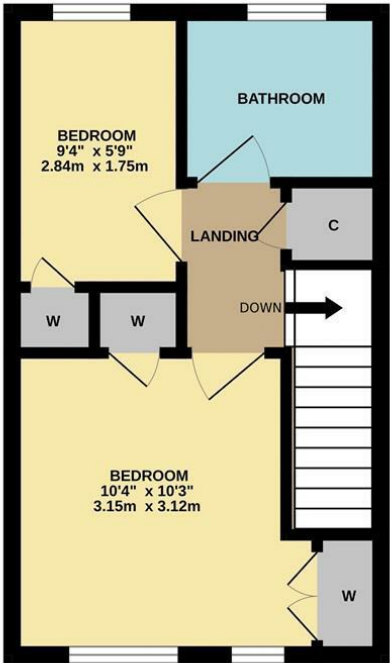 BATHROOM
BEDROOM
9'4" x 5'9"
2.84m x 1.75m
LANDING
C
DOWN
W
W
BEDROOM
10'4" x 10'3"
3.15m x 3.12m
W